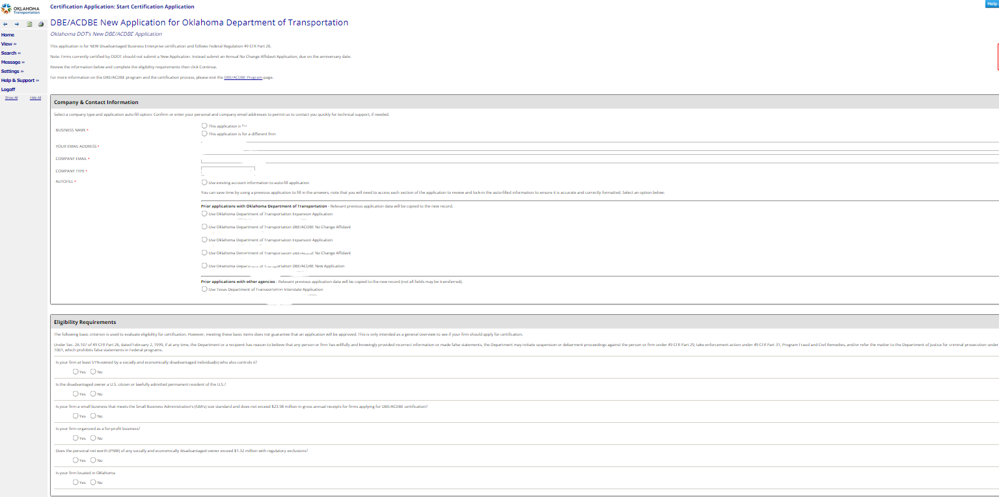 OKLAHOMA
Transportation
Home
View »
Search »
Message »
Settings »
Help & Support »
Logoff
Show All Hide All
Help
Certification Application: Start Certification Application
DBE/ACDBE New Application for Oklahoma Department of Transportation
Oklahoma DOT's New DBE/ACDBE Application
This application is for NEW Disadvantaged Business Enterprise certification and follows Federal Regulation 49 CFR Part 26.
Note: Firms currently certified by ODOT should not submit a New Application. Instead submit an Annual No Change Affidavit Application, due on the anniversary date.
Review the information below and complete the eligibility requirements then click Continue.
For more information on the DBE/ACDBE program and the certification process, please visit the DBE/ACDBE Program page.
Company & Contact Information
Select a company type and application auto-fill option. Confirm or enter your personal and company email addresses to permit us to contact you quickly for technical support, if needed.
BUSINESS NAME *
This application is for
This application is for a different firm
YOUR EMAIL ADDRESS *
COMPANY EMAIL *
COMPANY TYPE *
AUTOFILL *
Use existing account information to auto-fill application
You can save time by using a previous application to fill in the answers; note that you will need to access each section of the application to review and lock-in the auto-filled information to ensure it is accurate and correctly formatted. Select an option below:
Prior applications with Oklahoma Department of Transportation - Relevant previous application data will be copied to the new record.
Use Oklahoma Department of Transportation Expansion Application
Use Oklahoma Department of Transportation DBE/ACDBE No Change Affidavit
Use Oklahoma Department of Transportation Expansion Application
Use Oklahoma Department of Transportation DBE/ACDBE No Change Affidavit
Use Oklahoma Department of Transportation DBE/ACDBE New Application
Prior applications with other agencies - Relevant previous application data will be copied to the new record (not all fields may be transferred).
Use Texas Department of Transportation Interstate Application
Eligibility Requirements
The following basic criterion is used to evaluate eligibility for certification. However, meeting these basic items does not guarantee that an application will be approved. This is only intended as a general overview to see if your firm should apply for certification.
Under Sec. 26.107 of 49 CFR Part 26, dated February 2, 1999, if at any time, the Department or a recipient has reason to believe that any person or firm has willfully and knowingly provided incorrect information or made false statements, the Department may initiate suspension or debarment proceedings against the person or firm under 49 CFR Part 29, take enforcement action under 49 CFR Part 31, Program Fraud and Civil Remedies, and/or refer the matter to the Department of Justice for criminal prosecution under
1001, which prohibits false statements in Federal programs.
Is your firm at least 51%-owned by a socially and economically disadvantaged individual(s) who also controls it?
Yes No
Is the disadvantaged owner a U.S. citizen or lawfully admitted permanent resident of the U.S.?
Yes No
Is your firm a small business that meets the Small Business Administration's (SBA's) size standard and does not exceed $23.98 million in gross annual receipts for firms applying for DBE/ACDBE certification?
Yes No
Is your firm organized as a for-profit business?
Yes No
Does the personal net worth (PNW) of any socially and economically disadvantaged owner exceed $1.32 million with regulatory exclusions?
Yes No
Is your firm located in Oklahoma
Yes No